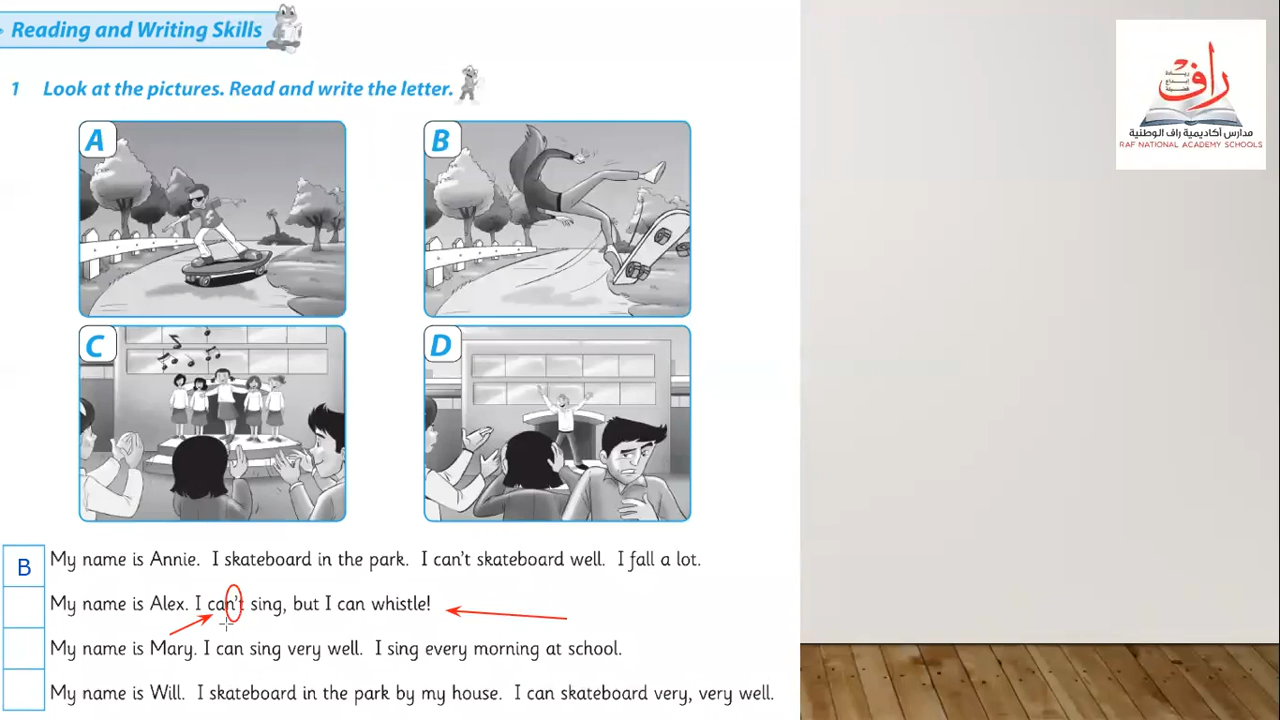 Reading and Writing Skills
1 Look at the pictures. Read and write the letter.
A
B
C
D
B My name is Annie. I skateboard in the park. I can't skateboard well. I fall a lot.
My name is Alex. I can't sing, but I can whistle!
My name is Mary. I can sing very well. I sing every morning at school.
My name is Will. I skateboard in the park by my house. I can skateboard very, very well.
راف
ريادة
إبداع
فضيلة
مدارس أكاديمية راف الوطنية
RAF NATIONAL ACADEMY SCHOOLS